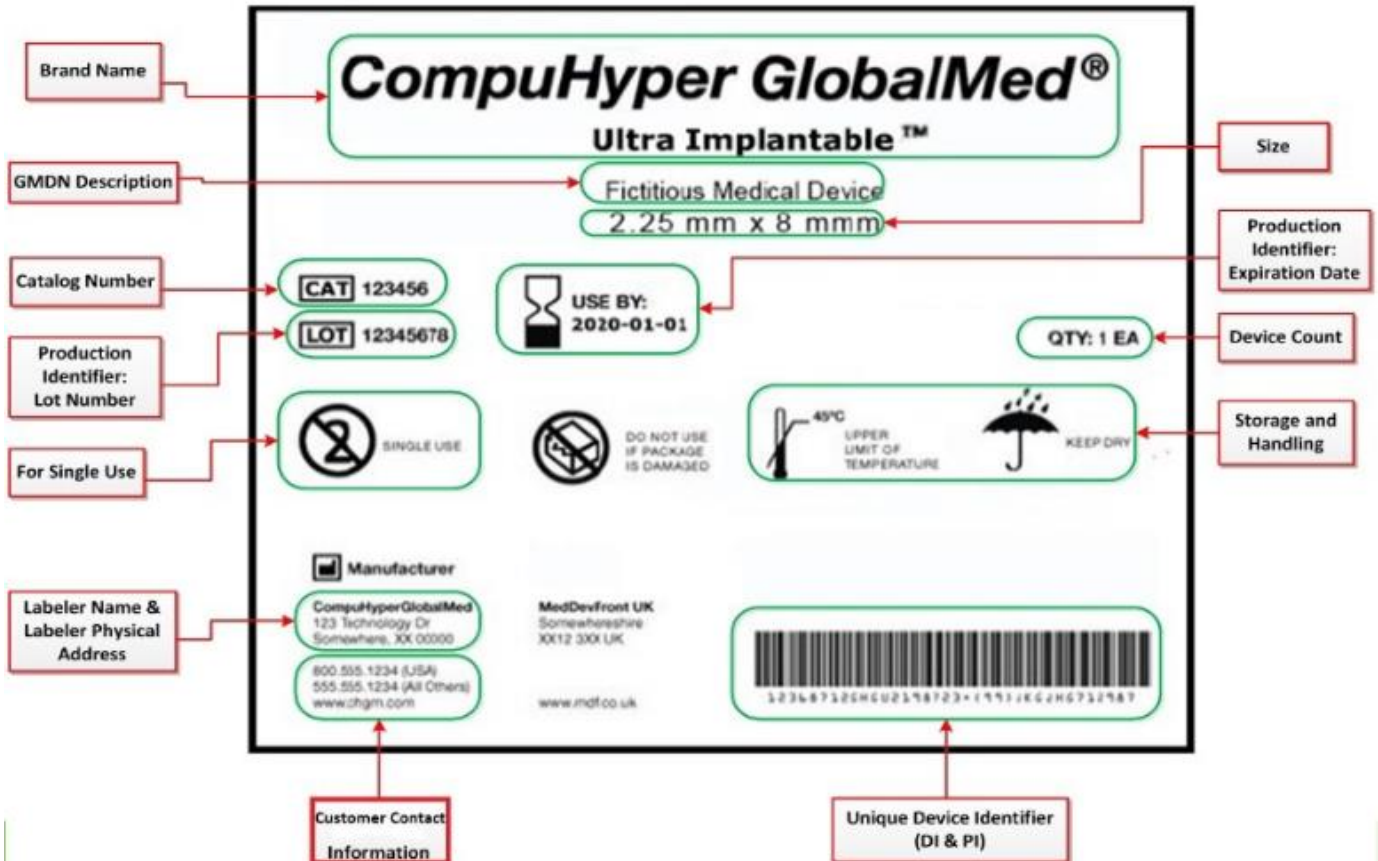 Brand Name
CompuHyper GlobalMed®
Ultra Implantable™
Size
GMDN Description
Fictitious Medical Device
2.25 mm x 8 mmm
Production
Identifier:
Expiration Date
Catalog Number
CAT 123456
USE BY:
2020-01-01
Production
Identifier:
Lot Number
LOT 12345678
QTY: 1 EA
Device Count
For Single Use
2 SINGLE USE
DO NOT USE
IF PACKAGE
IS DAMAGED
45°C
UPPER
LIMIT OF
TEMPERATURE
KEEP DRY
Storage and
Handling
Manufacturer
Labeler Name &
Labeler Physical
Address
CompuHyperGlobalMed
123 Technology Dr
Somewhere, XX 00000
MedDevFront UK
Somewhereshire
XX12 3XX UK
800.555.1234 (USA)
555.555.1234 (All Others)
www.chgm.com
www.mdf.co.uk
Customer Contact
Information
Unique Device Identifier
(DI & PI)